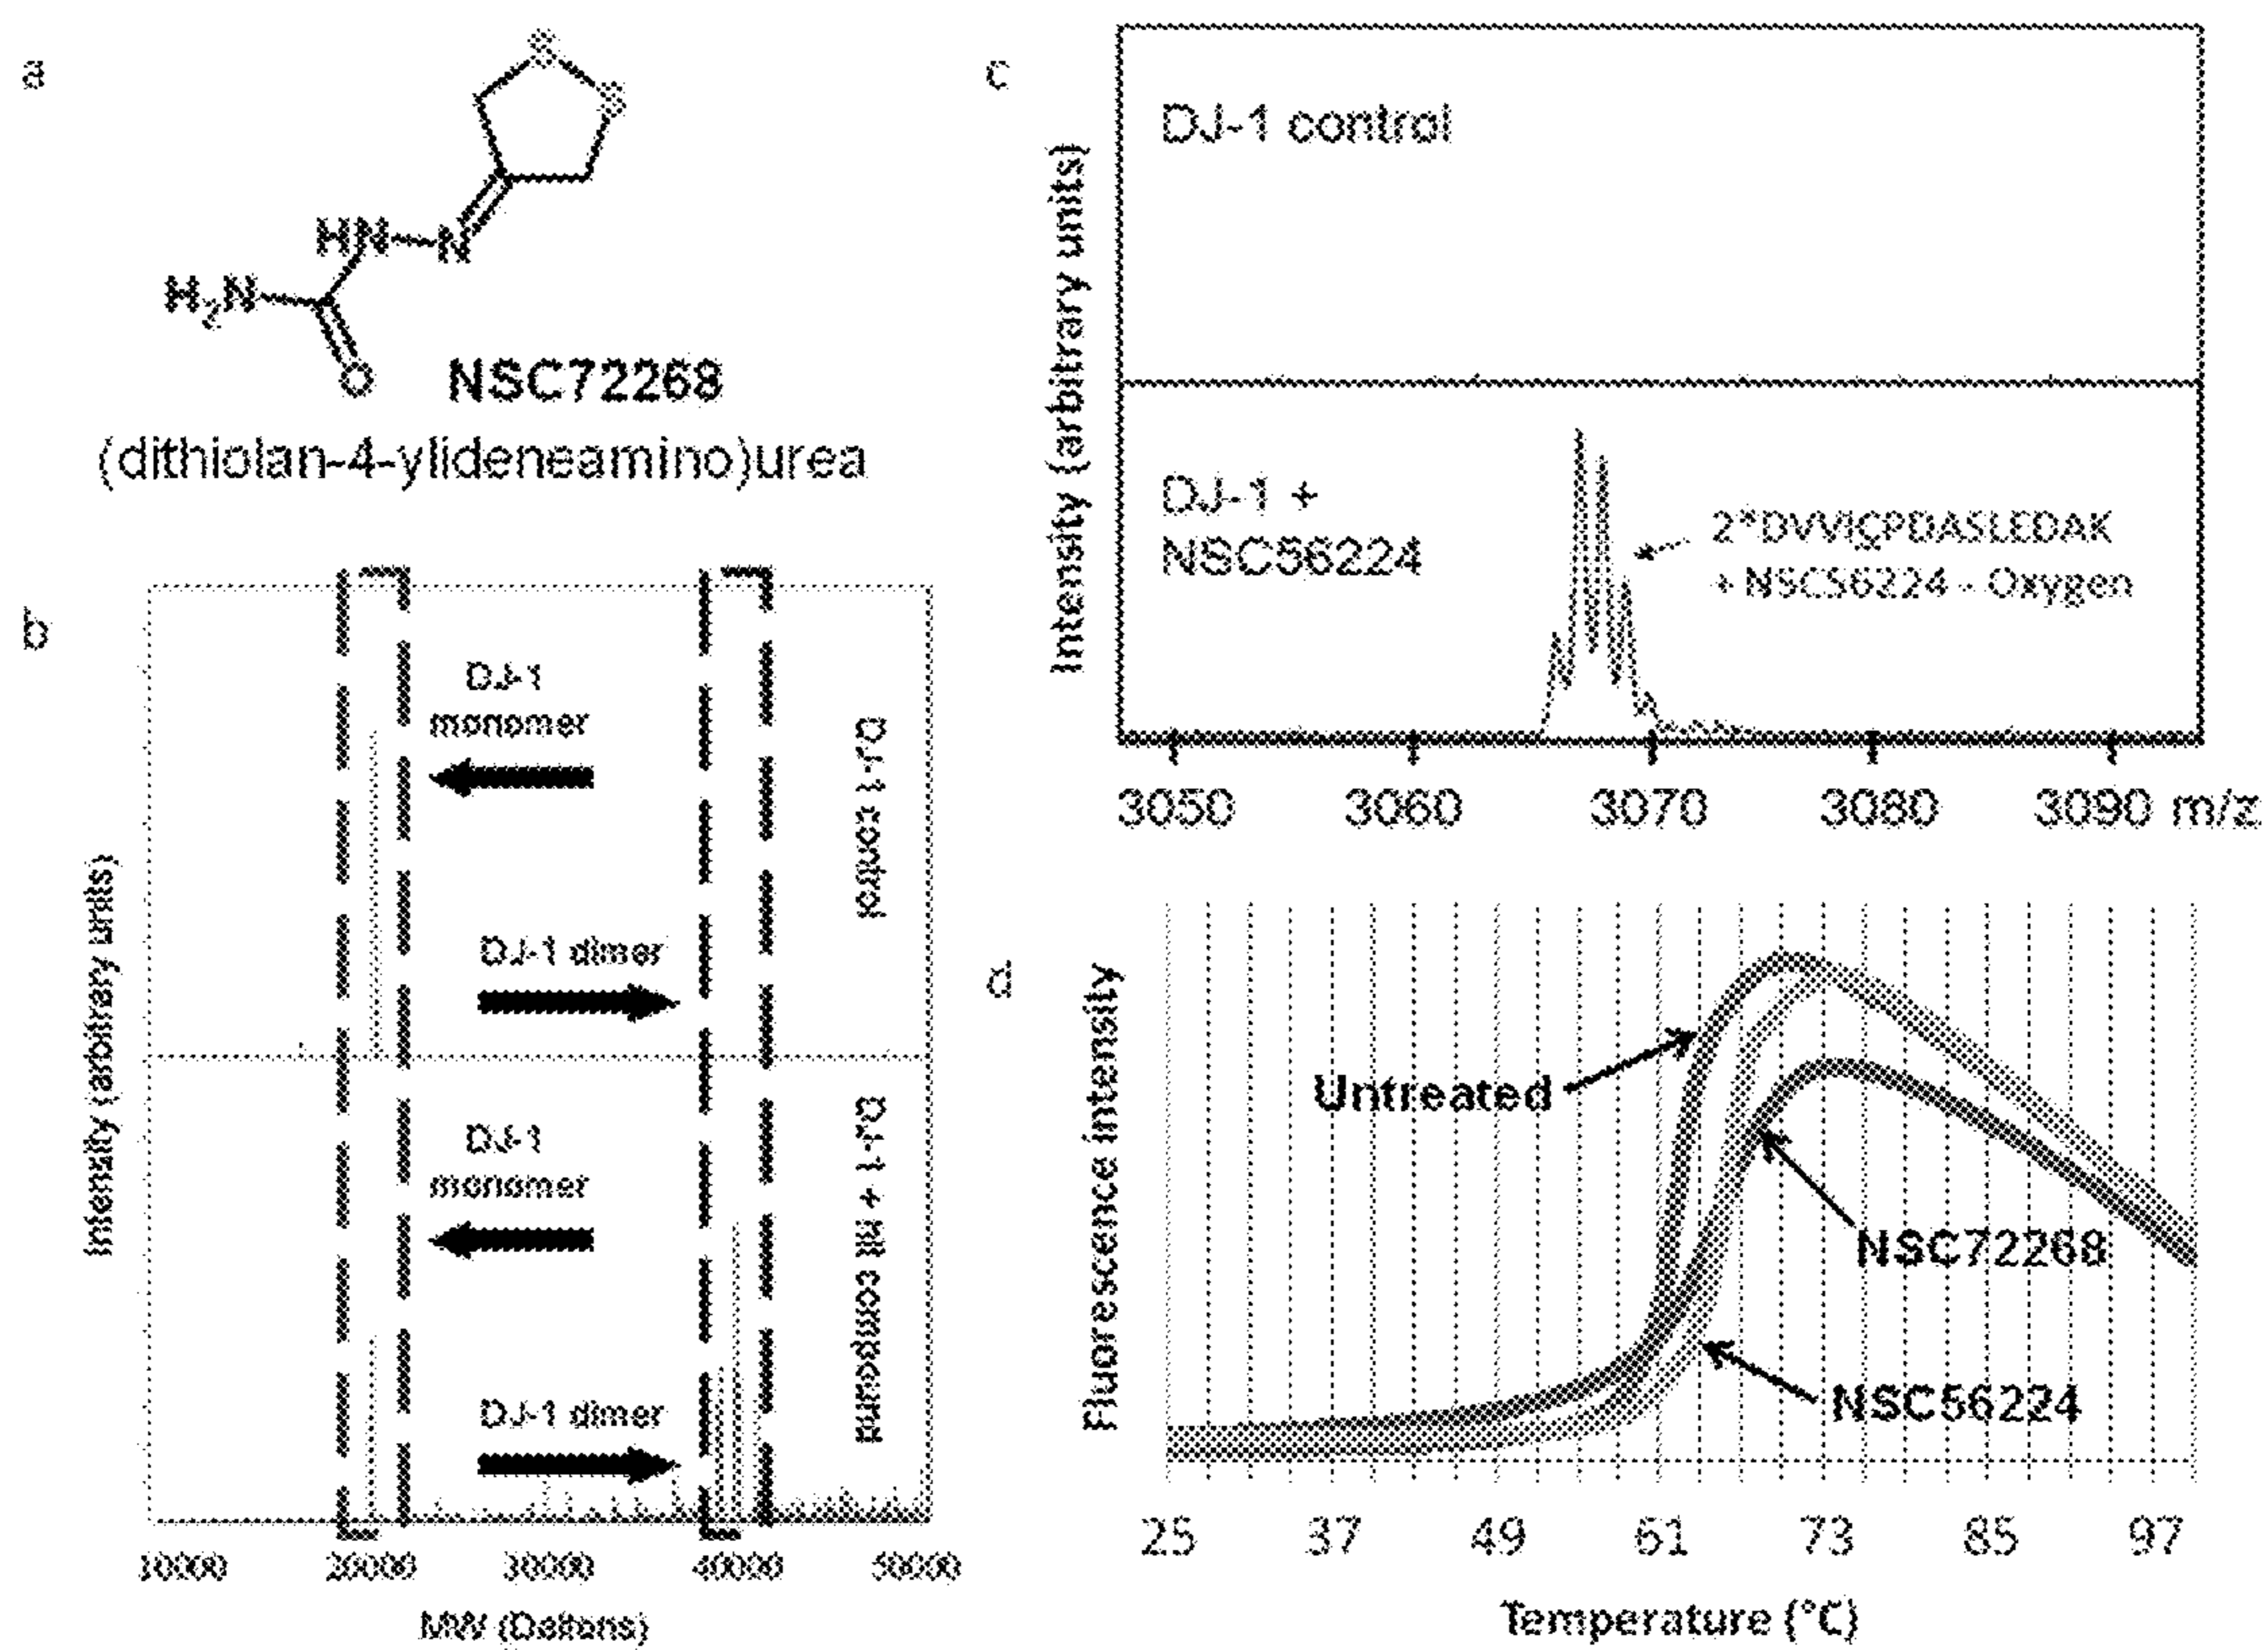 a
S
S
HN
N
H2N
O
NSC72268
(dithiolan-4-ylideneamino)urea
b
Intensity (arbitrary units)
DJ-1
monomer
DJ-1 dimer
DJ-1 control
DJ-1
monomer
DJ-1 dimer
DJ-1 + hit compound
10000 20000 30000 40000 50000
MW (Daltons)
c
Intensity (arbitrary units)
DJ-1 control
DJ-1 +
NSC56224
2*DVVICPDASLEDAK
+ NSC56224 - Oxygen
3050 3060 3070 3080 3090 m/z
d
Fluorescence intensity
Untreated
NSC72268
NSC56224
25 37 49 61 73 85 97
Temperature (°C)